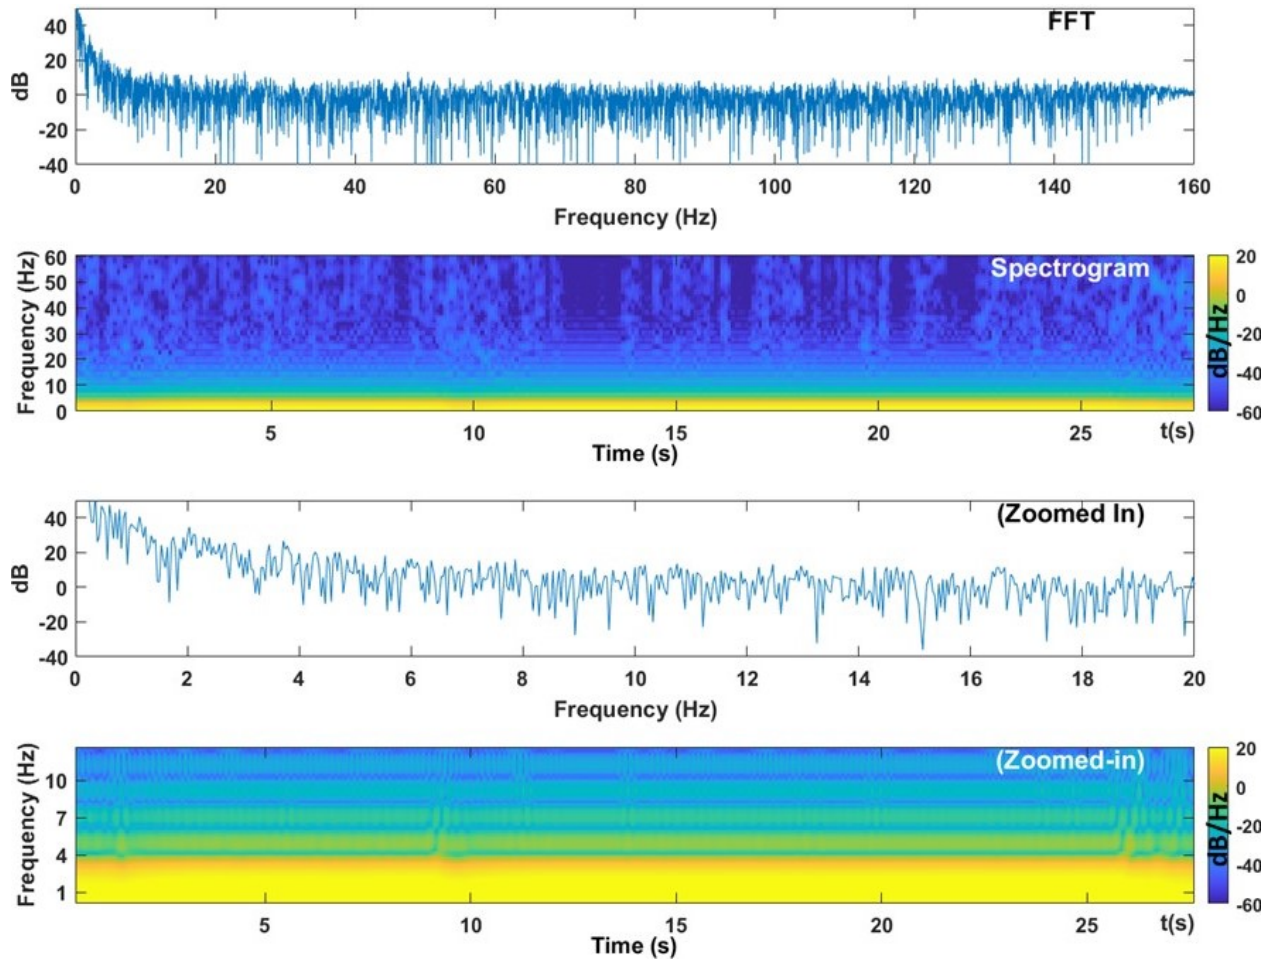 FFT
40
20
0
-20
-40
dB
0 20 40 60 80 100 120 140 160
Frequency (Hz)
Spectrogram
60
50
40
30
20
10
0
Frequency (Hz)
5 10 15 20 25 t(s)
Time (s)
20
0
-20
-40
-60
dB/Hz
(Zoomed In)
40
20
0
-20
-40
dB
0 2 4 6 8 10 12 14 16 18 20
Frequency (Hz)
(Zoomed-in)
10
7
4
1
Frequency (Hz)
5 10 15 20 25 t(s)
Time (s)
20
0
-20
-40
-60
dB/Hz